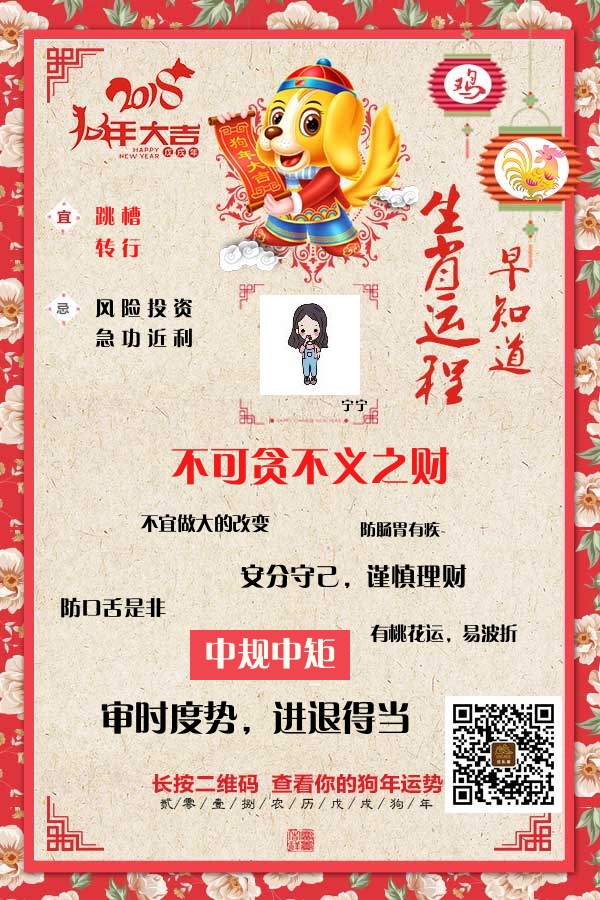 2018
狗年大吉
HAPPY
NEW YEAR
戊戌年
狗年大吉
鸡
生肖运程
早知道
宜
跳槽
转行
忌
风险投资
急功近利
宁宁
HAPPY CHINESE NEW YEAR
不可贪不义之财
不宜做大的改变
防肠胃有疾
安分守己，谨慎理财
防口舌是非
有桃花运，易波折
中规中矩
审时度势，进退得当
长按二维码 查看你的狗年运势
贰/零/壹/捌/农/历/戊/戌/狗/年